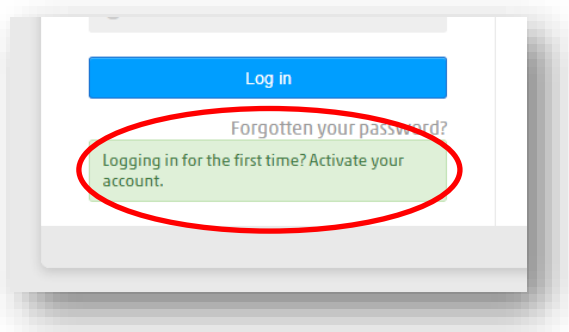 Log in
Forgotten your password?
Logging in for the first time? Activate your
account.